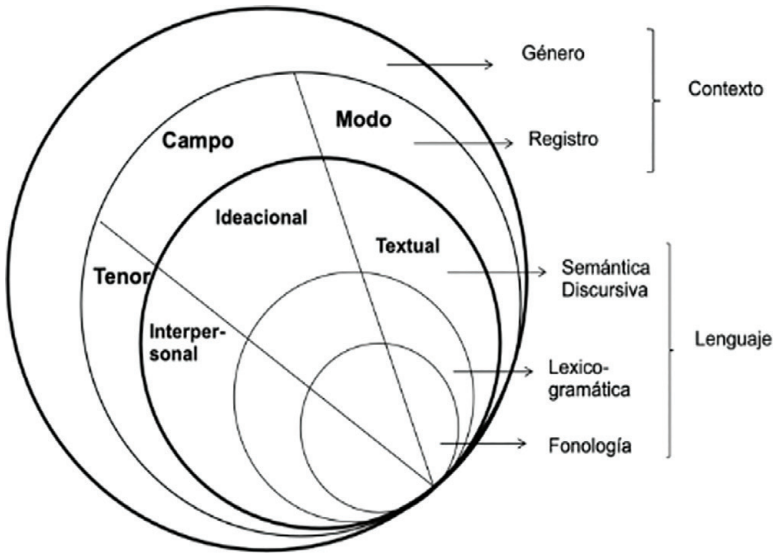 Género
Contexto
Modo
Campo
Registro
Ideacional
Textual
Tenor
Semántica
Discursiva
Interper-
sonal
Lenguaje
Lexico-
gramática
Fonología